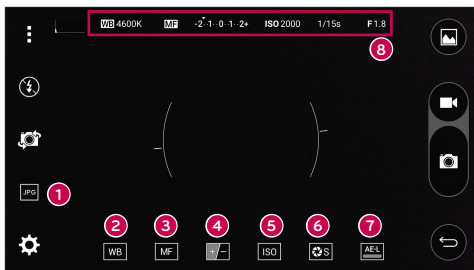 WB 4600K MF -2··1··0··1··2+ ISO 2000 1/15s F1.8
8
JPG 1
2 3 4 5 6 7
WB MF +/- ISO S AE-L